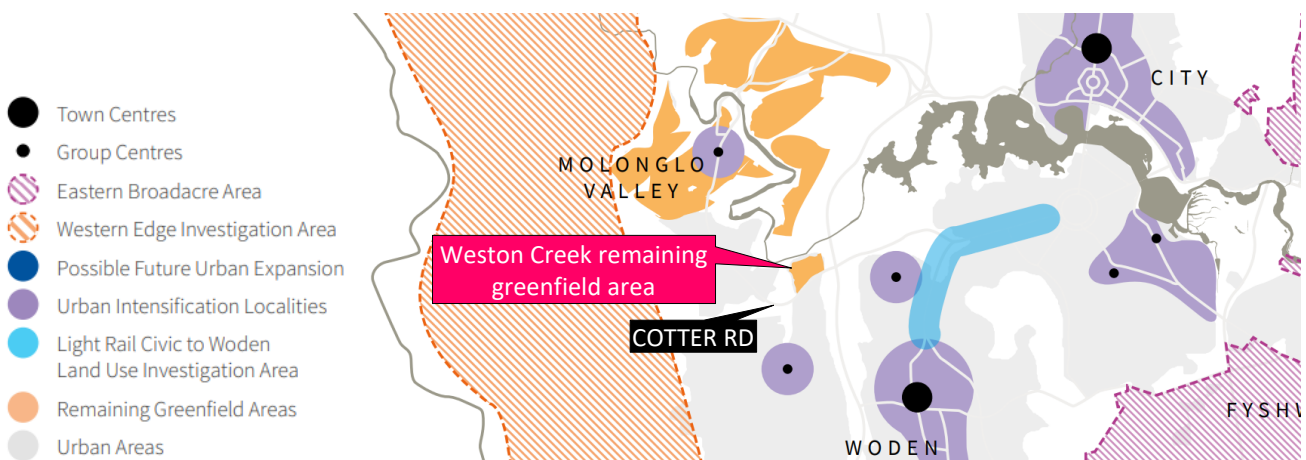 Town Centres
Group Centres
Eastern Broadacre Area
Western Edge Investigation Area
Possible Future Urban Expansion
Urban Intensification Localities
Light Rail Civic to Woden
Land Use Investigation Area
Remaining Greenfield Areas
Urban Areas
CITY
MOLONGLO
VALLEY
Weston Creek remaining
greenfield area
COTTER RD
WODEN
FYSHW